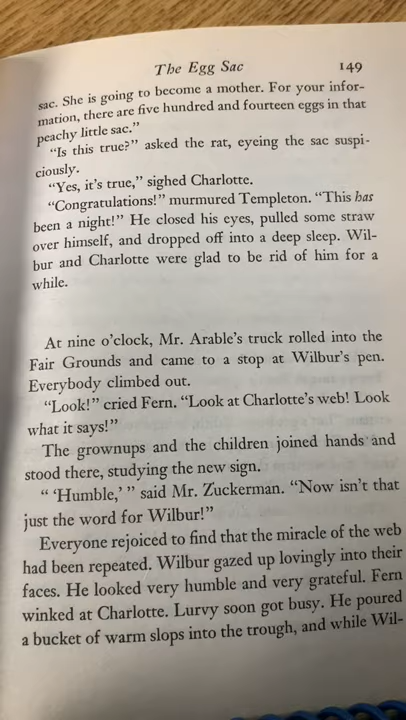 The Egg Sac 149
sac. She is going to become a mother. For your infor-
mation, there are five hundred and fourteen eggs in that
peachy little sac.”
“Is this true?” asked the rat, eyeing the sac suspi-
ciously.
“Yes, it’s true,” sighed Charlotte.
“Congratulations!” murmured Templeton. “This has
been a night!” He closed his eyes, pulled some straw
over himself, and dropped off into a deep sleep. Wil-
bur and Charlotte were glad to be rid of him for a
while.
At nine o’clock, Mr. Arable’s truck rolled into the
Fair Grounds and came to a stop at Wilbur’s pen.
Everybody climbed out.
“Look!” cried Fern. “Look at Charlotte’s web! Look
what it says!”
The grownups and the children joined hands and
stood there, studying the new sign.
“ ‘Humble,’ ” said Mr. Zuckerman. “Now isn’t that
just the word for Wilbur!”
Everyone rejoiced to find that the miracle of the web
had been repeated. Wilbur gazed up lovingly into their
faces. He looked very humble and very grateful. Fern
winked at Charlotte. Lurvy soon got busy. He poured
a bucket of warm slops into the trough, and while Wil-